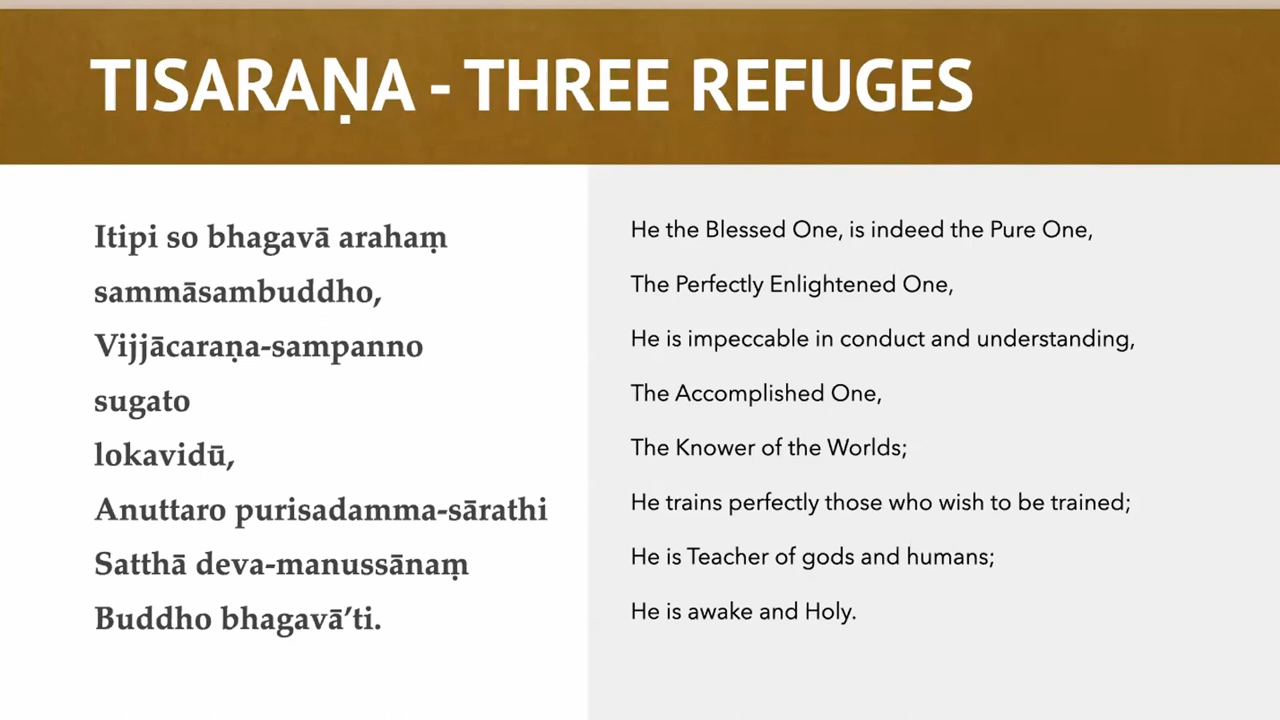 TISARAṆA - THREE REFUGES
Itipi so bhagavā arahaṃ
sammāsambuddho,
Vijjācaraṇa-sampanno
sugato
lokavidū,
Anuttaro purisadamma-sārathi
Satthā deva-manussānaṃ
Buddho bhagavā’ti.
He the Blessed One, is indeed the Pure One,
The Perfectly Enlightened One,
He is impeccable in conduct and understanding,
The Accomplished One,
The Knower of the Worlds;
He trains perfectly those who wish to be trained;
He is Teacher of gods and humans;
He is awake and Holy.